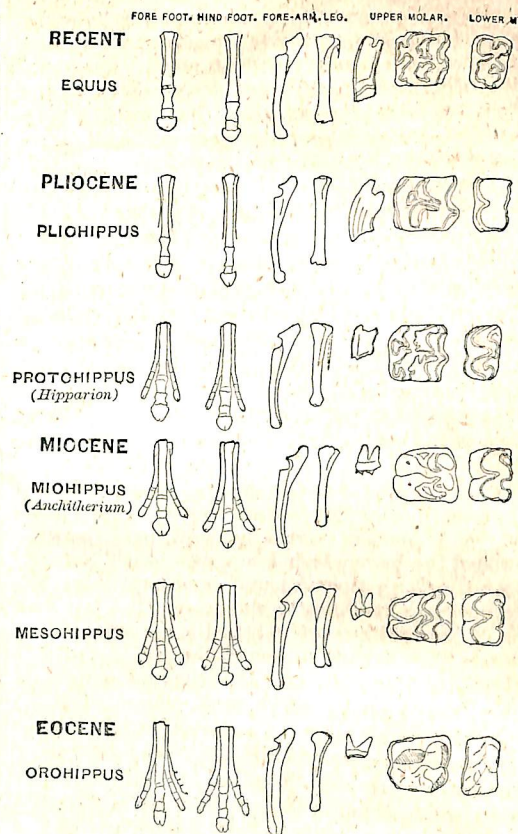 FORE FOOT. HIND FOOT. FORE-ARM. LEG. UPPER MOLAR. LOWER M
RECENT
EQUUS
PLIOCENE
PLIOHIPPUS
PROTOHIPPUS
(Hipparion)
MIOCENE
MIOHIPPUS
(Anchitherium)
MESOHIPPUS
EOCENE
OROHIPPUS